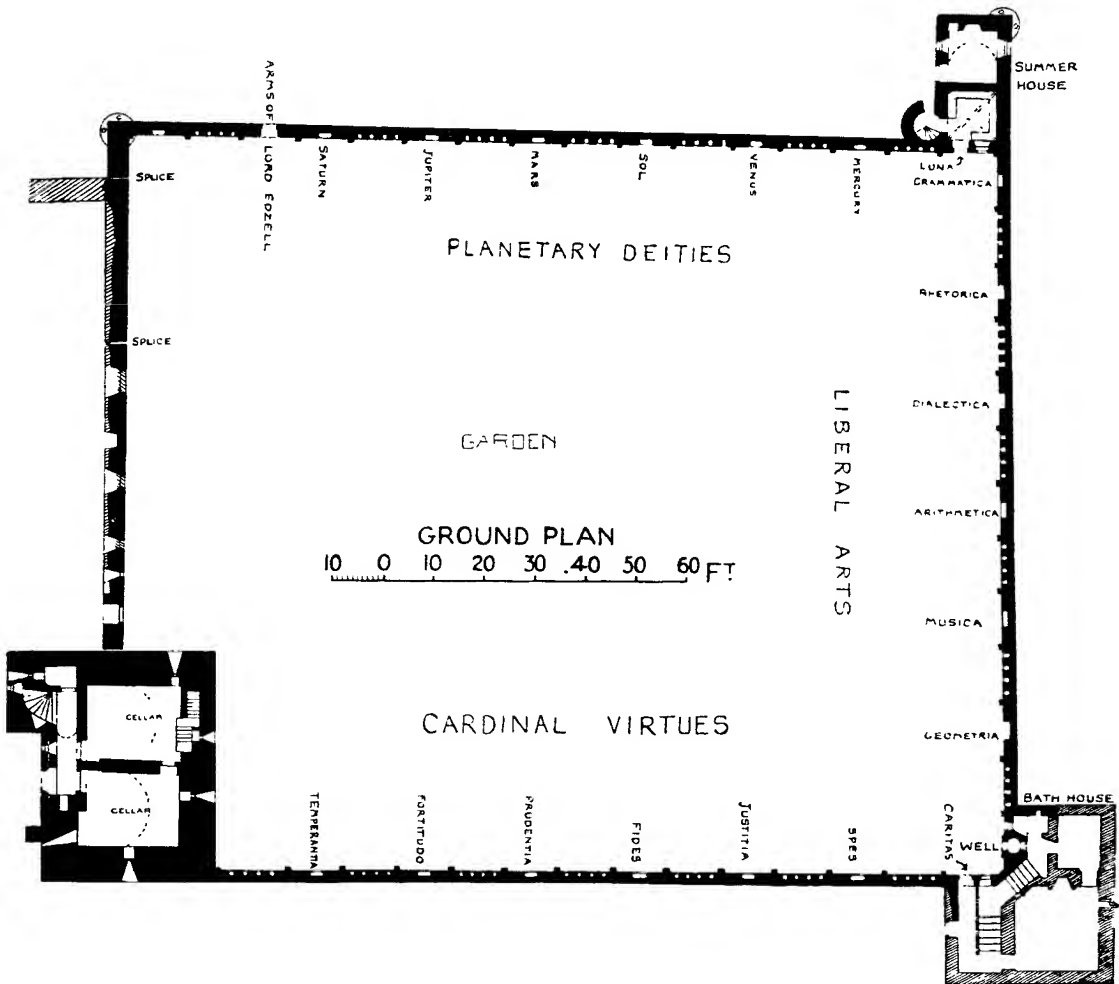 SUMMER
HOUSE
ARMS OF LORD EDZELL
SATURN
JUPITER
MARS
SOL
VENUS
MERCURY
LUNA
GRAMMATICA
SPLICE
PLANETARY DEITIES
RHETORICA
SPLICE
DIALECTICA
LIBERAL ARTS
GARDEN
ARITHMETICA
GROUND PLAN
10 0 10 20 30 .40 50 60 FT.
MUSICA
CELLAR
CARDINAL VIRTUES
GEOMETRIA
CELLAR
BATH HOUSE
TEMPERANTIA
FORTITUDO
PRUDENTIA
FIDES
JUSTITIA
SPES
CARITAS
WELL